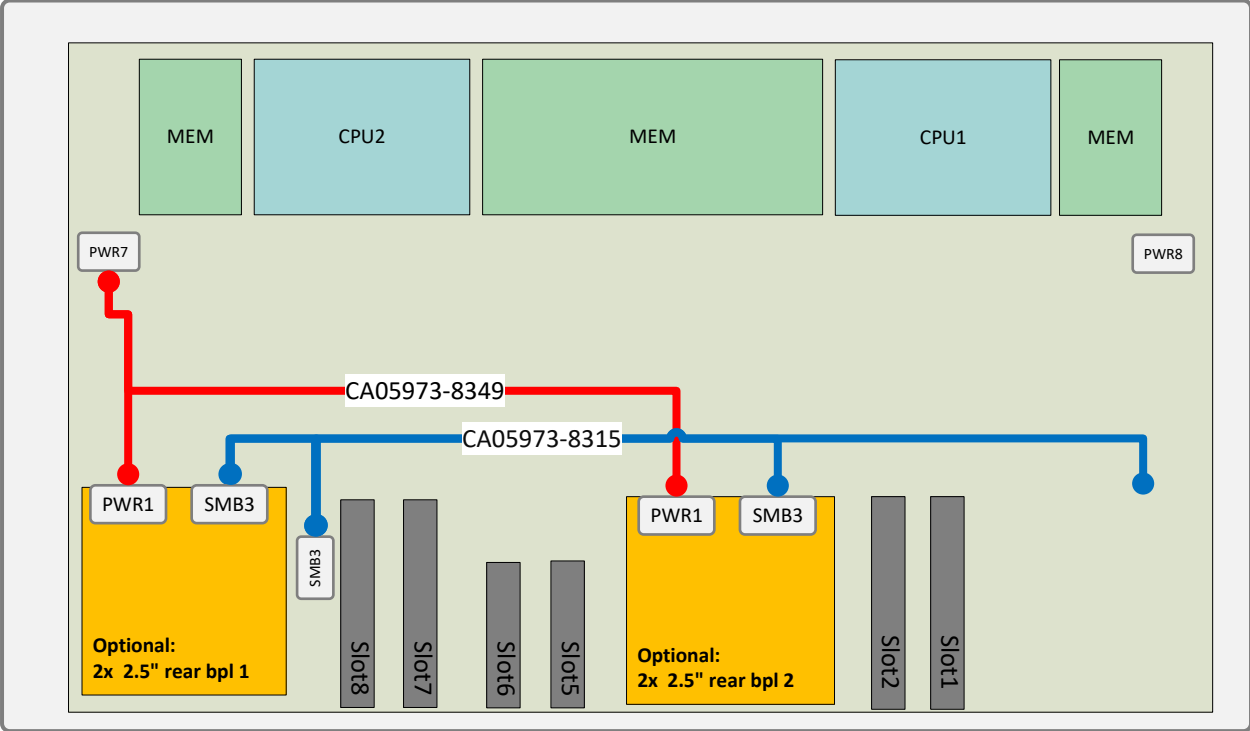 MEM
CPU2
MEM
CPU1
MEM
PWR7
PWR8
CA05973-8349
CA05973-8315
PWR1
SMB3
SMB3
PWR1
SMB3
Optional:
2x 2.5" rear bpl 1
Slot8
Slot7
Slot6
Slot5
Optional:
2x 2.5" rear bpl 2
Slot2
Slot1